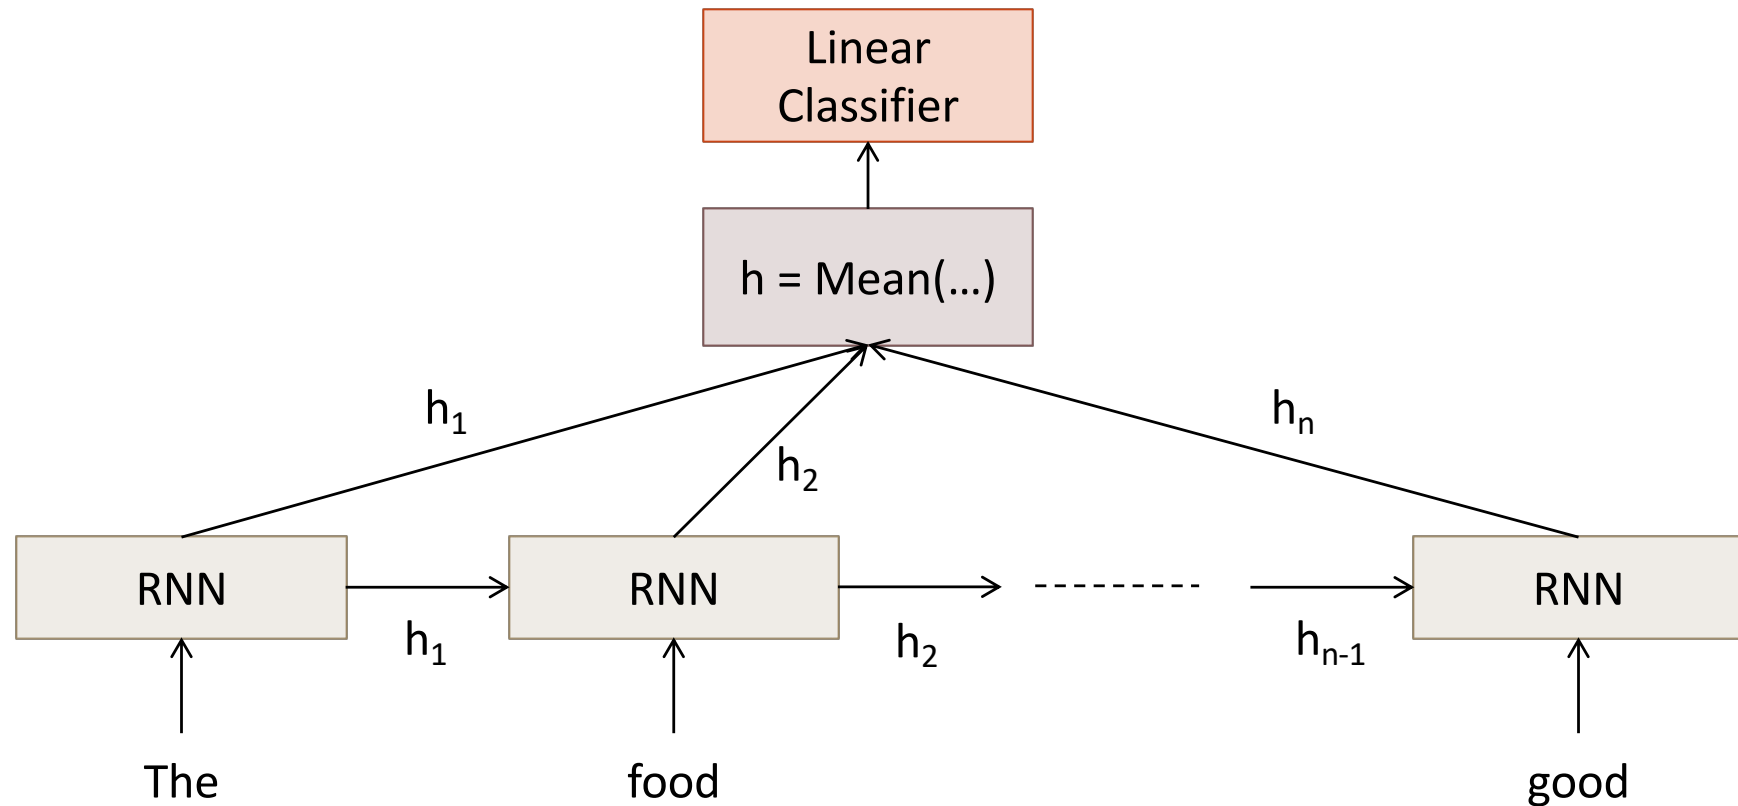 Linear
Classifier
h = Mean(…)
h₁
hₙ
h₂
RNN
RNN
RNN
h₁
h₂
hₙ₋₁
The
food
good